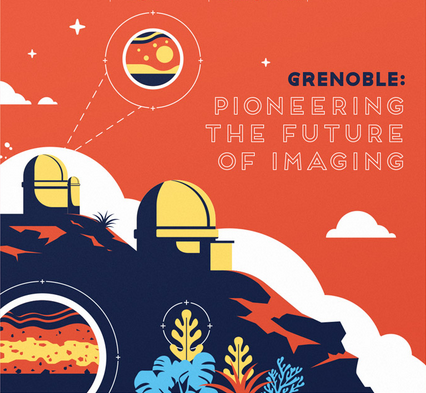 GRENOBLE:
PIONEERING
THE FUTURE
OF IMAGING